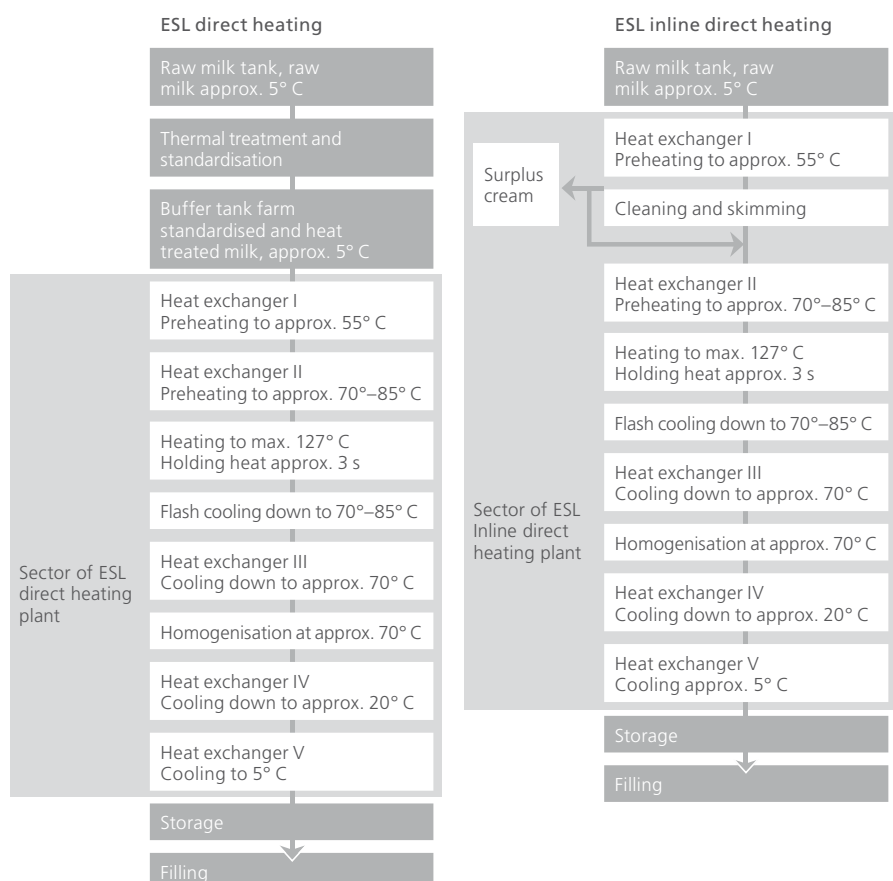 ESL direct heating
Raw milk tank, raw
milk approx. 5° C
Thermal treatment and
standardisation
Buffer tank farm
standardised and heat
treated milk, approx. 5° C
Heat exchanger I
Preheating to approx. 55° C
Heat exchanger II
Preheating to approx. 70°–85° C
Heating to max. 127° C
Holding heat approx. 3 s
Flash cooling down to 70°–85° C
Heat exchanger III
Cooling down to approx. 70° C
Sector of ESL
direct heating
plant
Homogenisation at approx. 70° C
Heat exchanger IV
Cooling down to approx. 20° C
Heat exchanger V
Cooling to 5° C
Storage
Filling
ESL inline direct heating
Raw milk tank, raw
milk approx. 5° C
Heat exchanger I
Preheating to approx. 55° C
Surplus
cream
Cleaning and skimming
Heat exchanger II
Preheating to approx. 70°–85° C
Heating to max. 127° C
Holding heat approx. 3 s
Flash cooling down to 70°–85° C
Heat exchanger III
Cooling down to approx. 70° C
Sector of ESL
Inline direct
heating plant
Homogenisation at approx. 70° C
Heat exchanger IV
Cooling down to approx. 20° C
Heat exchanger V
Cooling approx. 5° C
Storage
Filling